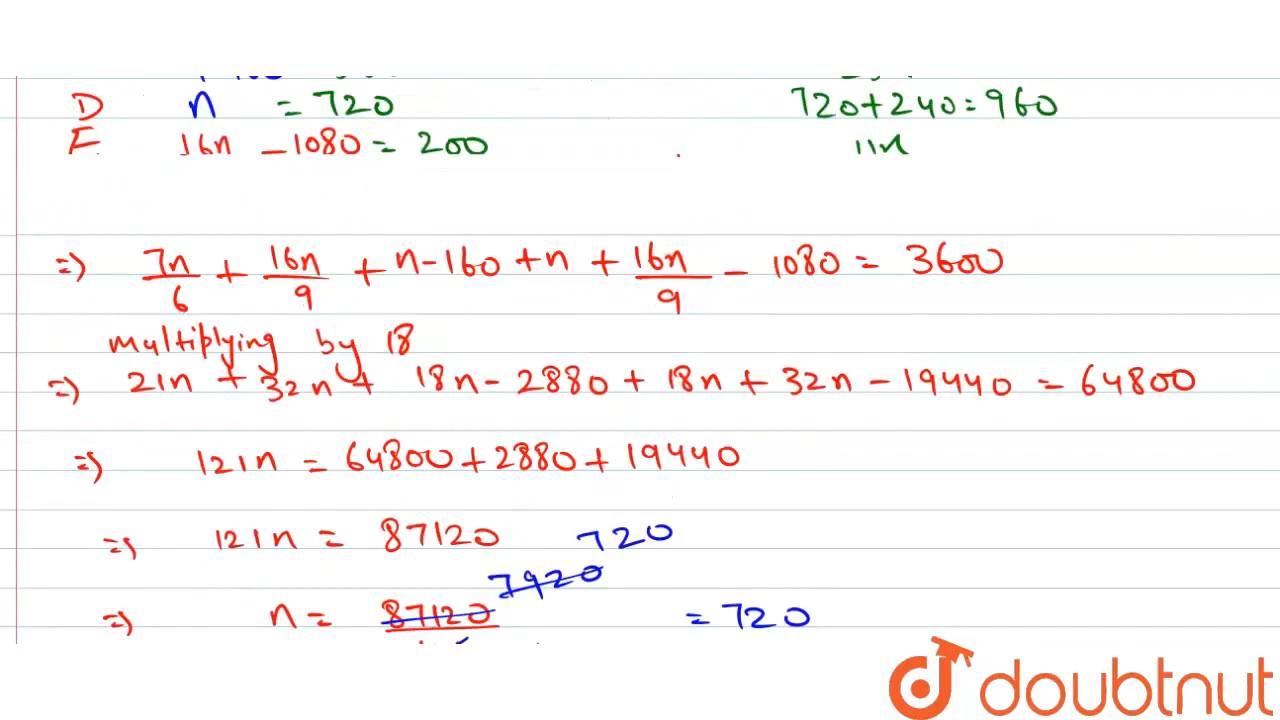 D n = 720 720+240=960
E 16n -1080 = 200 11n
=> 7n/6 + 16n/9 + n-160 + n + 16n/9 - 1080 = 3600
multiplying by 18
=> 21n + 32n + 18n - 2880 + 18n + 32n - 19440 = 64800
=> 121n = 64800+2880+19440
=> 121n = 87120 720
7920
=> n = 87120 = 720
doubtnut